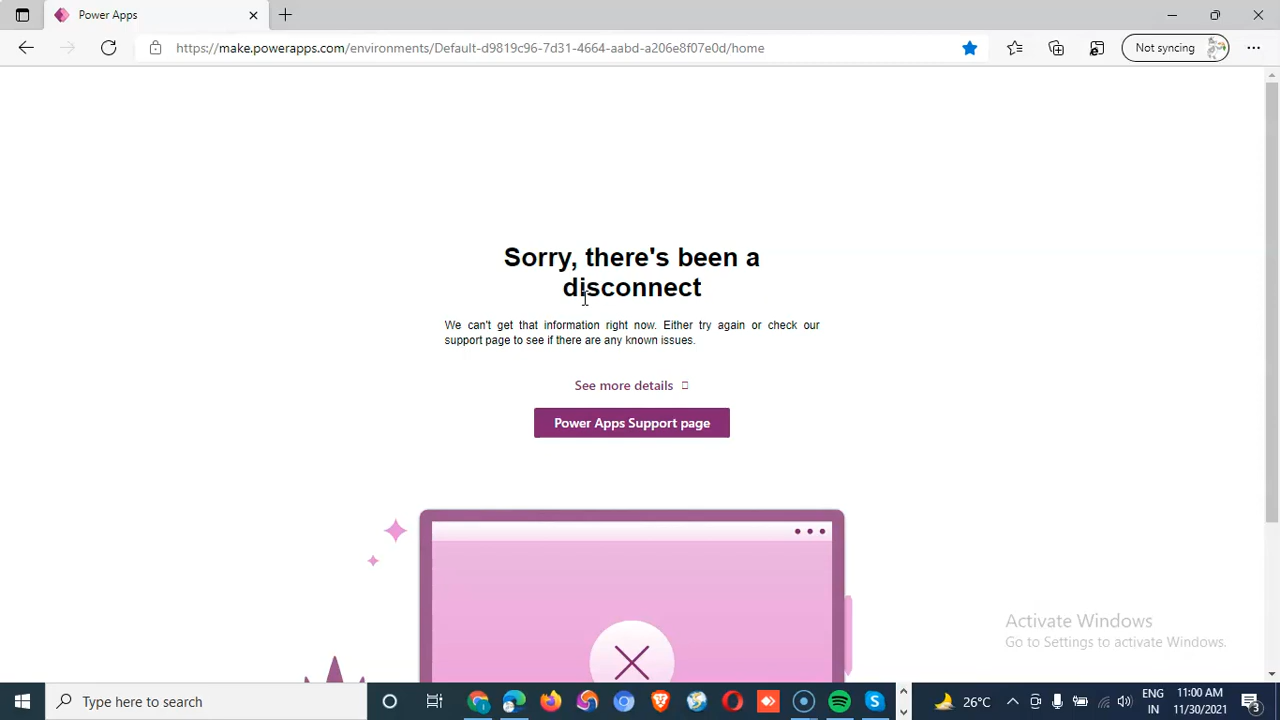 Power Apps
https://make.powerapps.com/environments/Default-d9819c96-7d31-4664-aabd-a206e8f07e0d/home
Not syncing
Sorry, there's been a
disconnect
We can't get that information right now. Either try again or check our
support page to see if there are any known issues.
See more details
Power Apps Support page
Activate Windows
Go to Settings to activate Windows.
Type here to search
26°C
ENG
IN
11:00 AM
11/30/2021
3